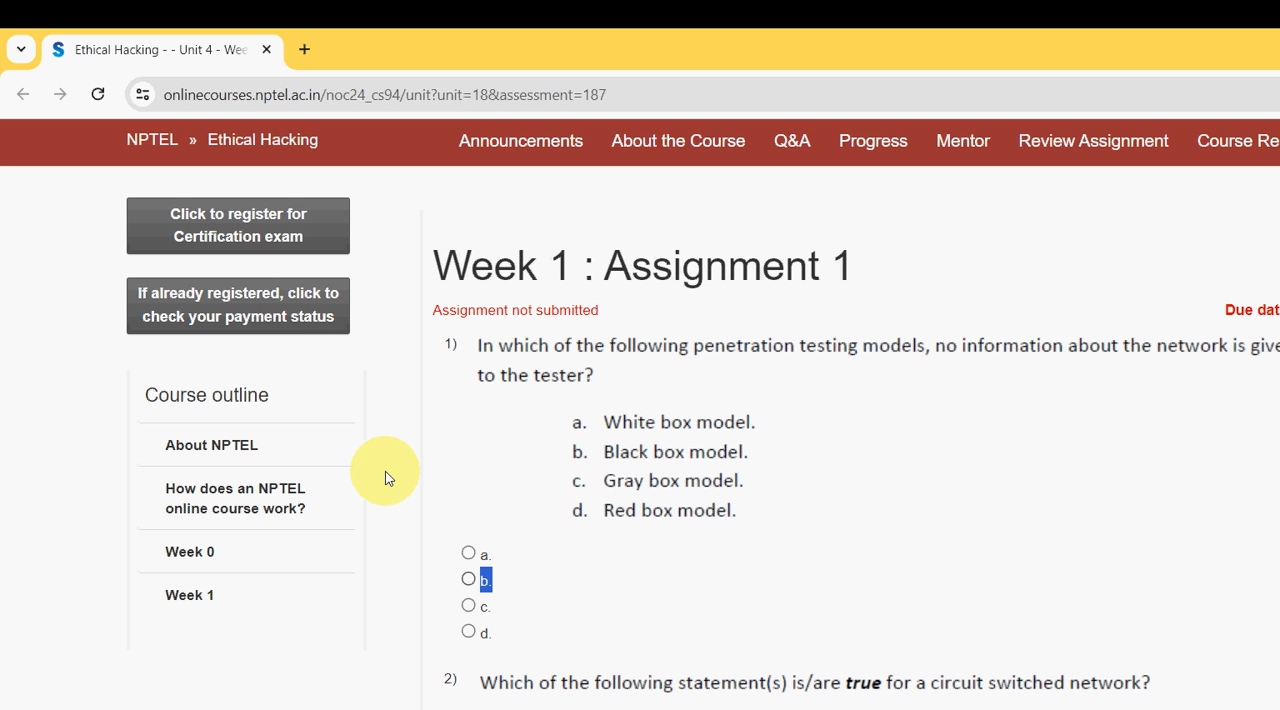 Ethical Hacking - - Unit 4 - Wee
onlinecourses.nptel.ac.in/noc24_cs94/unit?unit=18&assessment=187
NPTEL » Ethical Hacking
Announcements About the Course Q&A Progress Mentor Review Assignment Course Re
Click to register for
Certification exam
If already registered, click to
check your payment status
Course outline
About NPTEL
How does an NPTEL
online course work?
Week 0
Week 1
Week 1 : Assignment 1
Assignment not submitted
Due dat
1) In which of the following penetration testing models, no information about the network is give
to the tester?
a. White box model.
b. Black box model.
c. Gray box model.
d. Red box model.
a.
b.
c.
d.
2) Which of the following statement(s) is/are true for a circuit switched network?